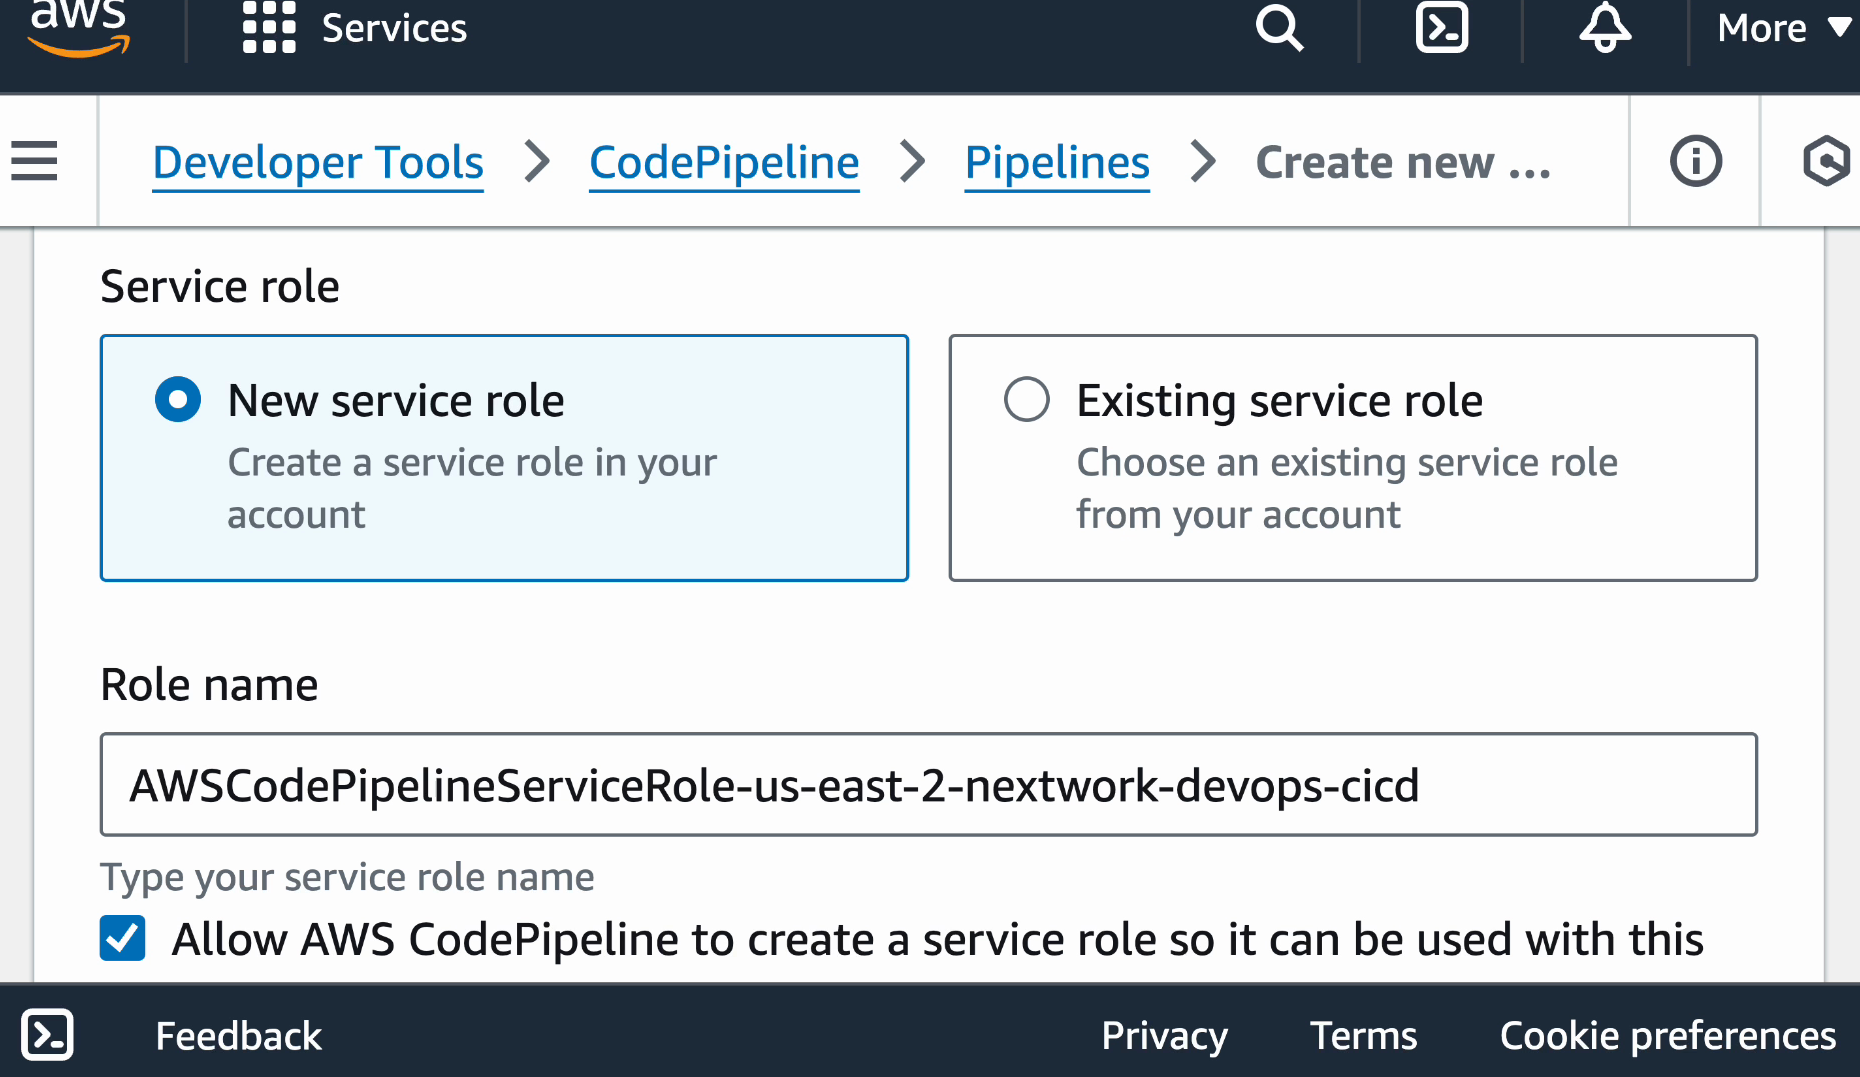 aws Services More
Developer Tools CodePipeline Pipelines Create new ...
Service role
New service role
Create a service role in your
account
Existing service role
Choose an existing service role
from your account
Role name
AWSCodePipelineServiceRole-us-east-2-nextwork-devops-cicd
Type your service role name
Allow AWS CodePipeline to create a service role so it can be used with this
Feedback Privacy Terms Cookie preferences